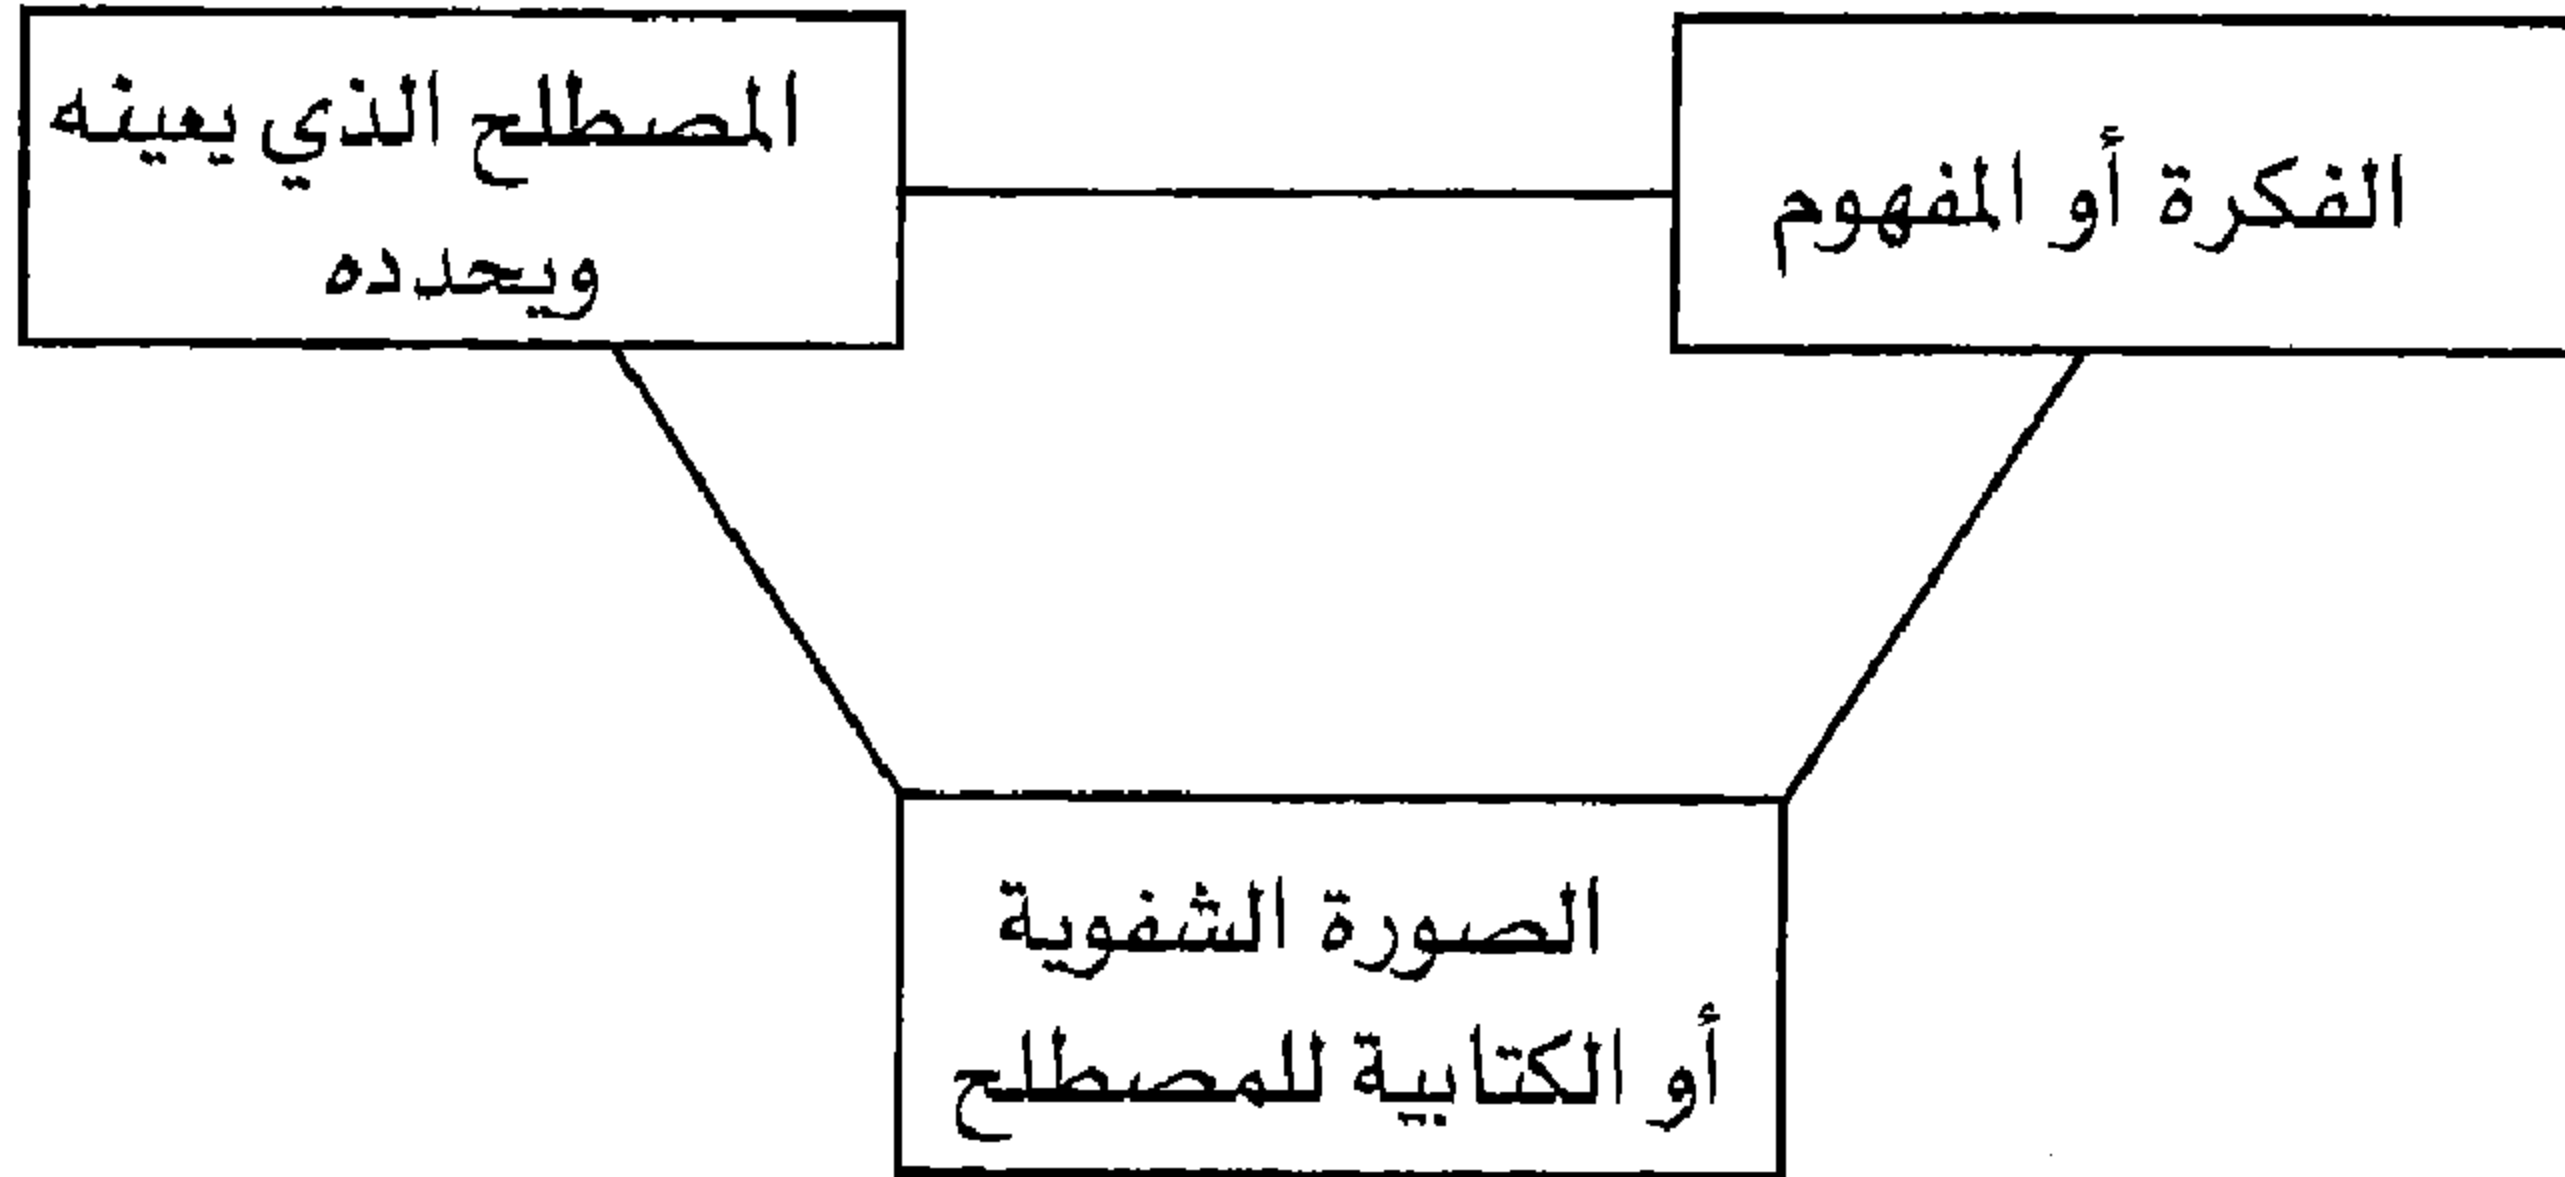 الفكرة أو المفهوم
المصطلح الذي يعينه
ويحدده
الصورة الشفوية
أو الكتابية للمصطلح